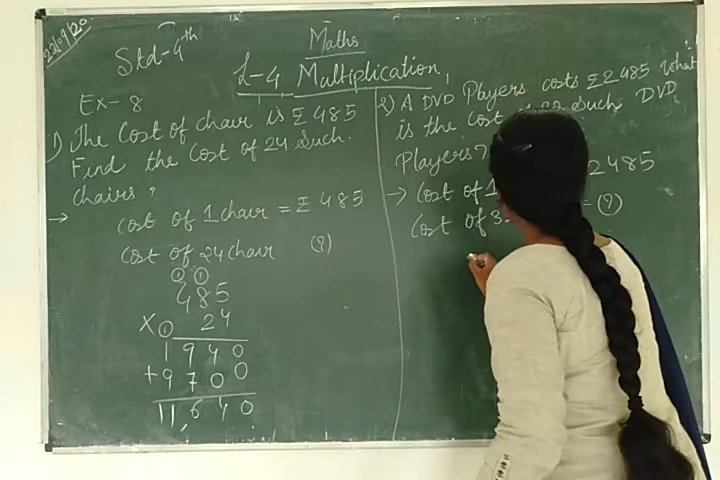 22/09/20
Std-4th
Maths
L-4 Multiplication
Ex-8
1) The Cost of chair is ₹ 485
Find the Cost of 24 Such
chairs.
→ Cost of 1 chair = ₹ 485
Cost of 24 chair (?)
① ①
485
X ① 24
1940
+9700
11,640
2) A DVD Players costs ₹2485 what
is the cost Such DVD
Players?
→ Cost of 1 2485
Cost of 3 = (?)